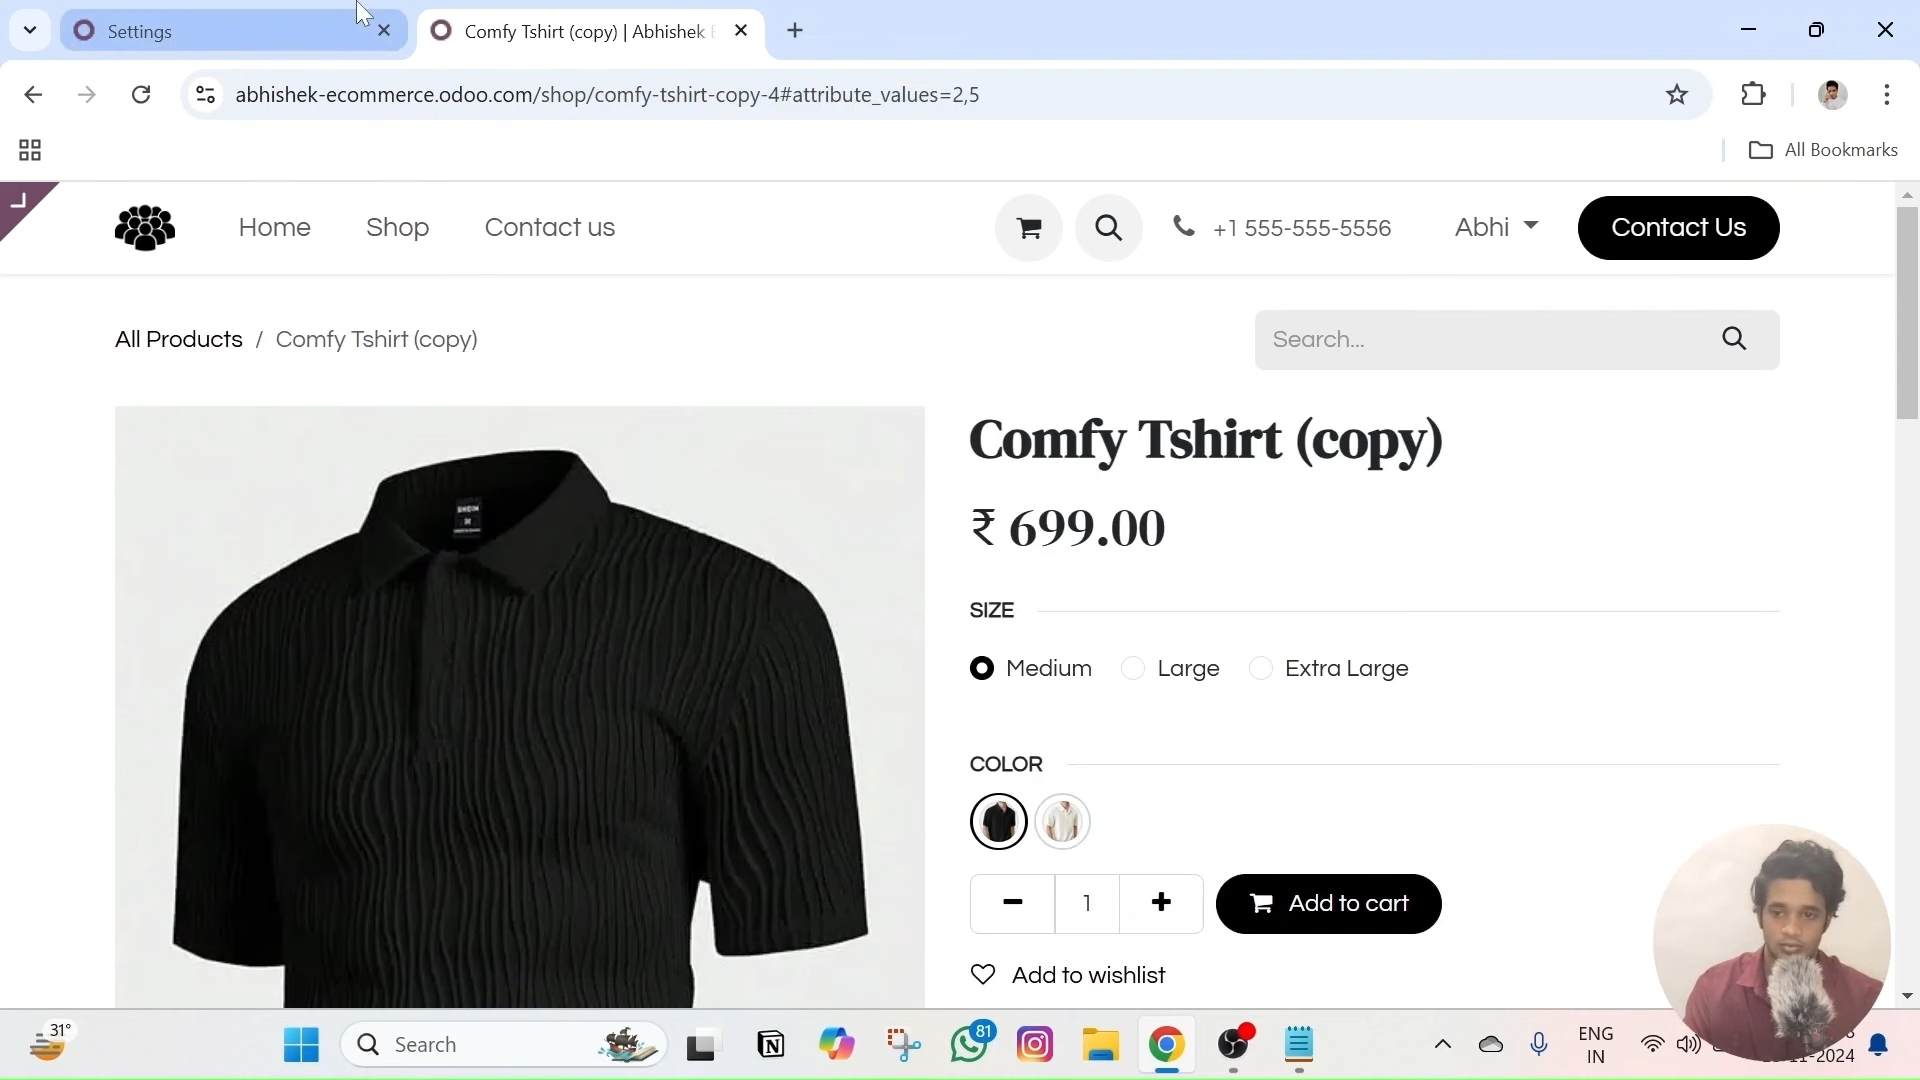 Settings
Comfy Tshirt (copy) | Abhishek
abhishek-ecommerce.odoo.com/shop/comfy-tshirt-copy-4#attribute_values=2,5
All Bookmarks
Home
Shop
Contact us
+1 555-555-5556
Abhi
Contact Us
All Products / Comfy Tshirt (copy)
Search...
Comfy Tshirt (copy)
₹ 699.00
SHEIN
M
SIZE
Medium
Large
Extra Large
COLOR
1
Add to cart
Add to wishlist
31°
Search
81
ENG
IN
11-2024